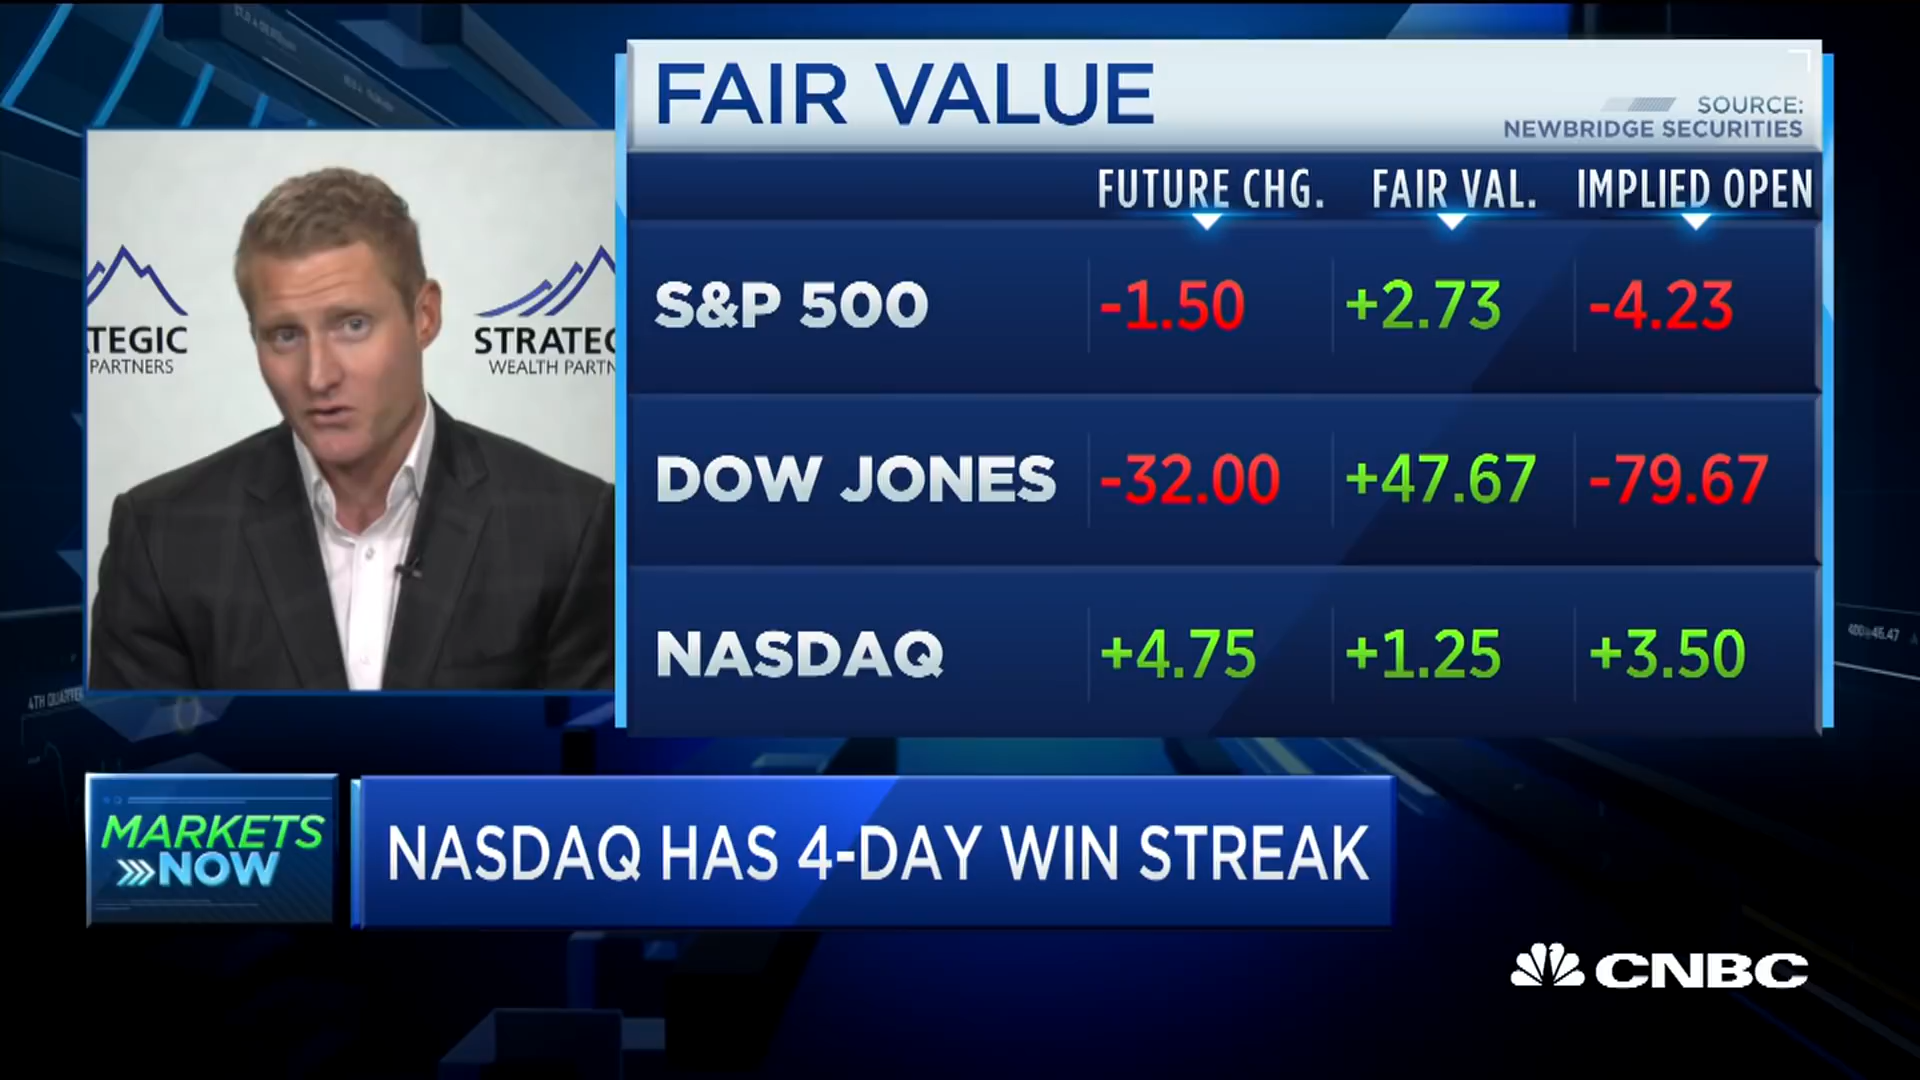 FAIR VALUE
SOURCE:
NEWBRIDGE SECURITIES
FUTURE CHG. FAIR VAL. IMPLIED OPEN
S&P 500 -1.50 +2.73 -4.23
DOW JONES -32.00 +47.67 -79.67
NASDAQ +4.75 +1.25 +3.50
TEGIC
PARTNERS
STRATEG
WEALTH PARTN
4TH QUARTER
MARKETS
NOW
NASDAQ HAS 4-DAY WIN STREAK
CNBC